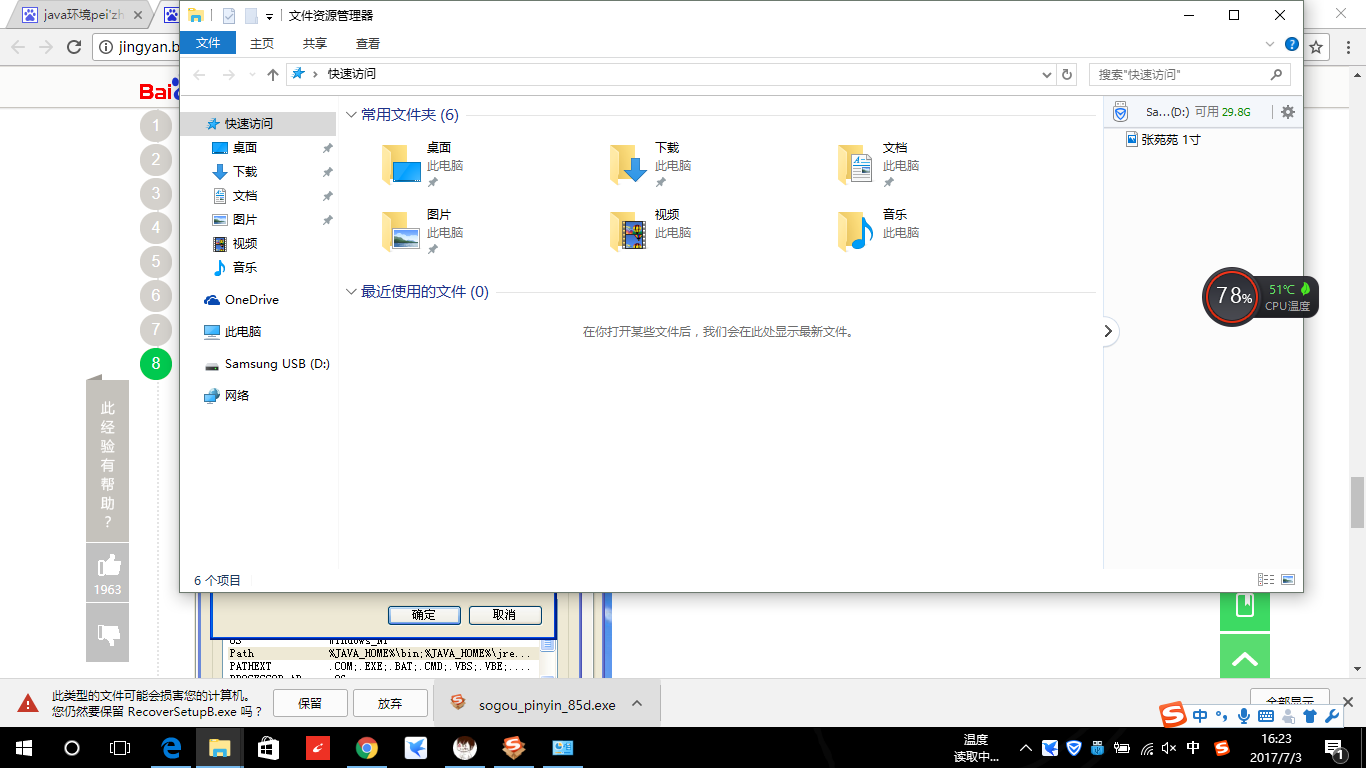 java环境pei'zh
文件资源管理器
jingyan.b
文件 主页 共享 查看
快速访问
搜索"快速访问"
Bai
1
2
3
4
5
6
7
8
此经验有帮助?
1963
快速访问
桌面
下载
文档
图片
视频
音乐
OneDrive
此电脑
Samsung USB (D:)
网络
常用文件夹 (6)
桌面
此电脑
下载
此电脑
文档
此电脑
图片
此电脑
视频
此电脑
音乐
此电脑
最近使用的文件 (0)
在你打开某些文件后，我们会在此处显示最新文件。
Sa...(D:) 可用 29.8G
张苑苑 1寸
78%
51℃
CPU温度
6 个项目
确定 取消
OS Windows_NT
Path %JAVA_HOME%\bin;%JAVA_HOME%\jre...
PATHEXT .COM;.EXE;.BAT;.CMD;.VBS;.VBE;....
此类型的文件可能会损害您的计算机。
您仍然要保留 RecoverSetupB.exe 吗？
保留 放弃
sogou_pinyin_85d.exe
全部显示
中
温度
读取中...
中
16:23
2017/7/3
1